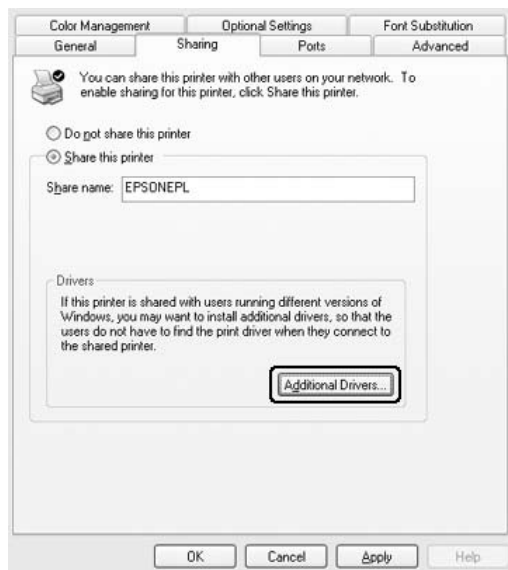 Color Management Optional Settings Font Substitution
General Sharing Ports Advanced
You can share this printer with other users on your network. To
enable sharing for this printer, click Share this printer.
Do not share this printer
Share this printer
Share name: EPSONEPL
Drivers
If this printer is shared with users running different versions of
Windows, you may want to install additional drivers, so that the
users do not have to find the print driver when they connect to
the shared printer.
Additional Drivers...
OK Cancel Apply Help